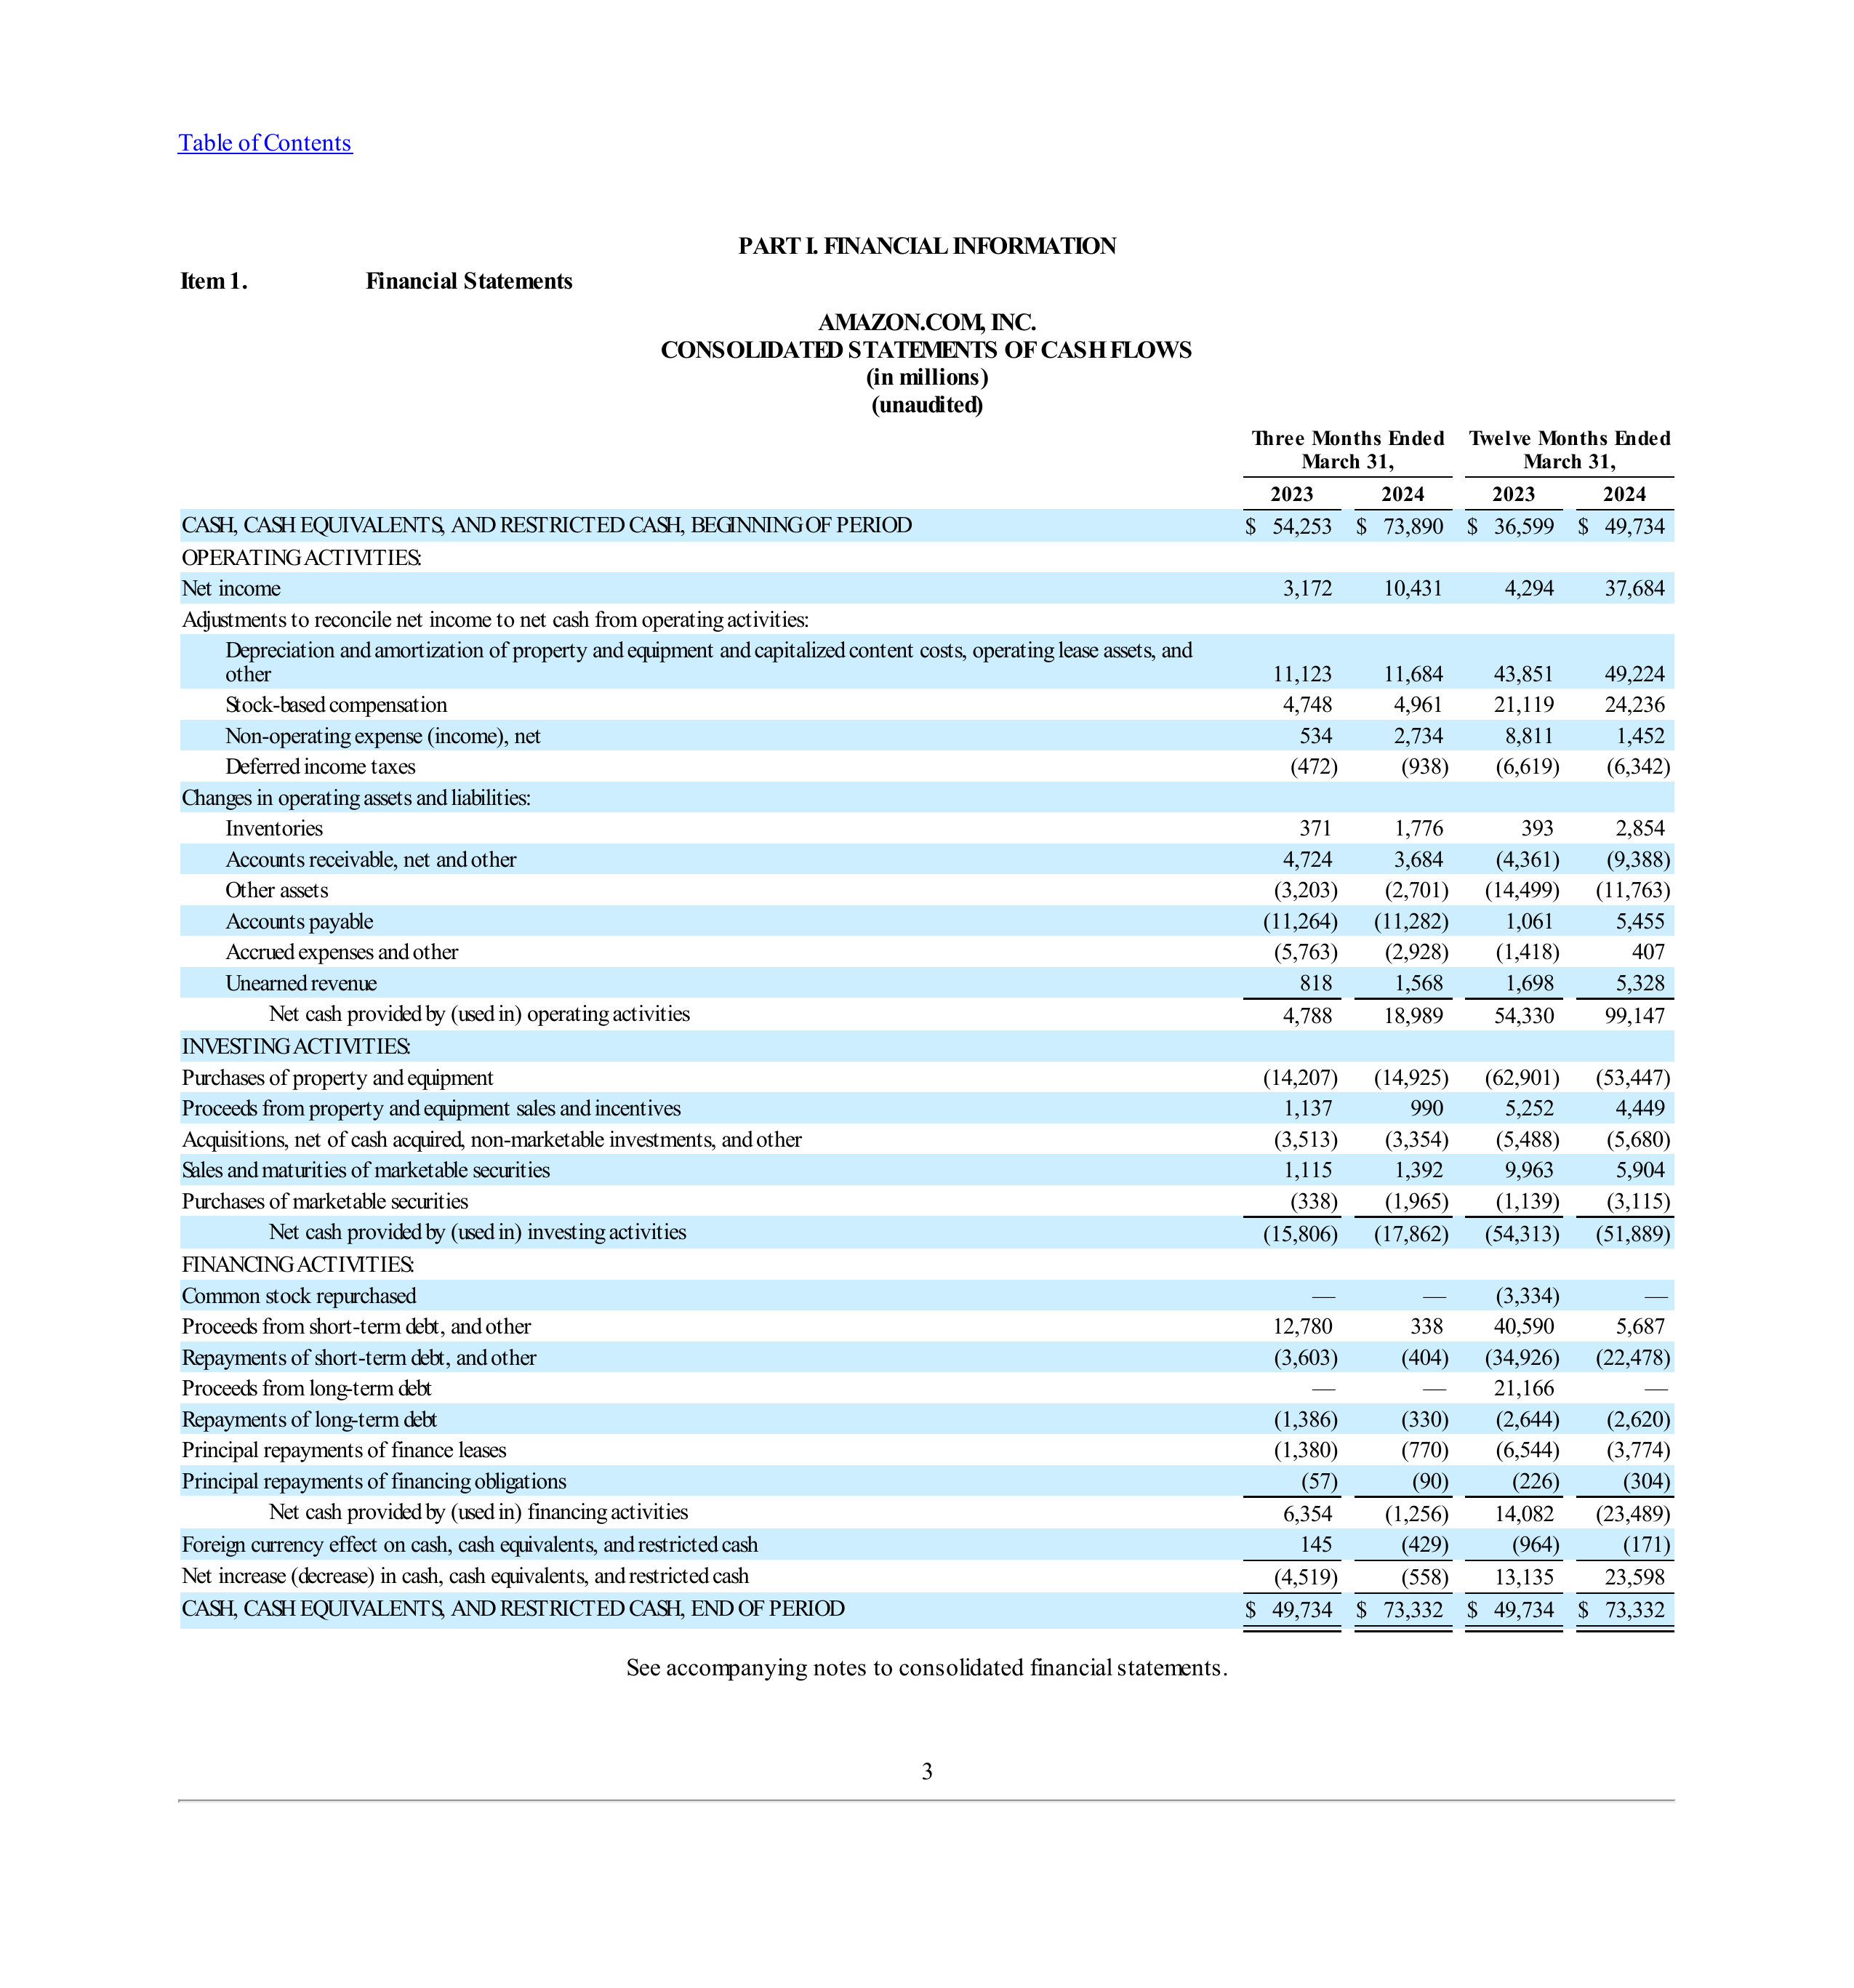 Table of Contents
PART I. FINANCIAL INFORMATION
Item 1. Financial Statements
AMAZON.COM, INC.
CONSOLIDATED STATEMENTS OF CASH FLOWS
(in millions)
(unaudited)
Three Months Ended Twelve Months Ended
March 31, March 31,
2023 2024 2023 2024
CASH, CASH EQUIVALENTS, AND RESTRICTED CASH, BEGINNING OF PERIOD $ 54,253 $ 73,890 $ 36,599 $ 49,734
OPERATING ACTIVITIES:
Net income 3,172 10,431 4,294 37,684
Adjustments to reconcile net income to net cash from operating activities:
Depreciation and amortization of property and equipment and capitalized content costs, operating lease assets, and
other 11,123 11,684 43,851 49,224
Stock-based compensation 4,748 4,961 21,119 24,236
Non-operating expense (income), net 534 2,734 8,811 1,452
Deferred income taxes (472) (938) (6,619) (6,342)
Changes in operating assets and liabilities:
Inventories 371 1,776 393 2,854
Accounts receivable, net and other 4,724 3,684 (4,361) (9,388)
Other assets (3,203) (2,701) (14,499) (11,763)
Accounts payable (11,264) (11,282) 1,061 5,455
Accrued expenses and other (5,763) (2,928) (1,418) 407
Unearned revenue 818 1,568 1,698 5,328
Net cash provided by (used in) operating activities 4,788 18,989 54,330 99,147
INVESTING ACTIVITIES:
Purchases of property and equipment (14,207) (14,925) (62,901) (53,447)
Proceeds from property and equipment sales and incentives 1,137 990 5,252 4,449
Acquisitions, net of cash acquired, non-marketable investments, and other (3,513) (3,354) (5,488) (5,680)
Sales and maturities of marketable securities 1,115 1,392 9,963 5,904
Purchases of marketable securities (338) (1,965) (1,139) (3,115)
Net cash provided by (used in) investing activities (15,806) (17,862) (54,313) (51,889)
FINANCING ACTIVITIES:
Common stock repurchased — — (3,334) —
Proceeds from short-term debt, and other 12,780 338 40,590 5,687
Repayments of short-term debt, and other (3,603) (404) (34,926) (22,478)
Proceeds from long-term debt — — 21,166 —
Repayments of long-term debt (1,386) (330) (2,644) (2,620)
Principal repayments of finance leases (1,380) (770) (6,544) (3,774)
Principal repayments of financing obligations (57) (90) (226) (304)
Net cash provided by (used in) financing activities 6,354 (1,256) 14,082 (23,489)
Foreign currency effect on cash, cash equivalents, and restricted cash 145 (429) (964) (171)
Net increase (decrease) in cash, cash equivalents, and restricted cash (4,519) (558) 13,135 23,598
CASH, CASH EQUIVALENTS, AND RESTRICTED CASH, END OF PERIOD $ 49,734 $ 73,332 $ 49,734 $ 73,332
See accompanying notes to consolidated financial statements.
3